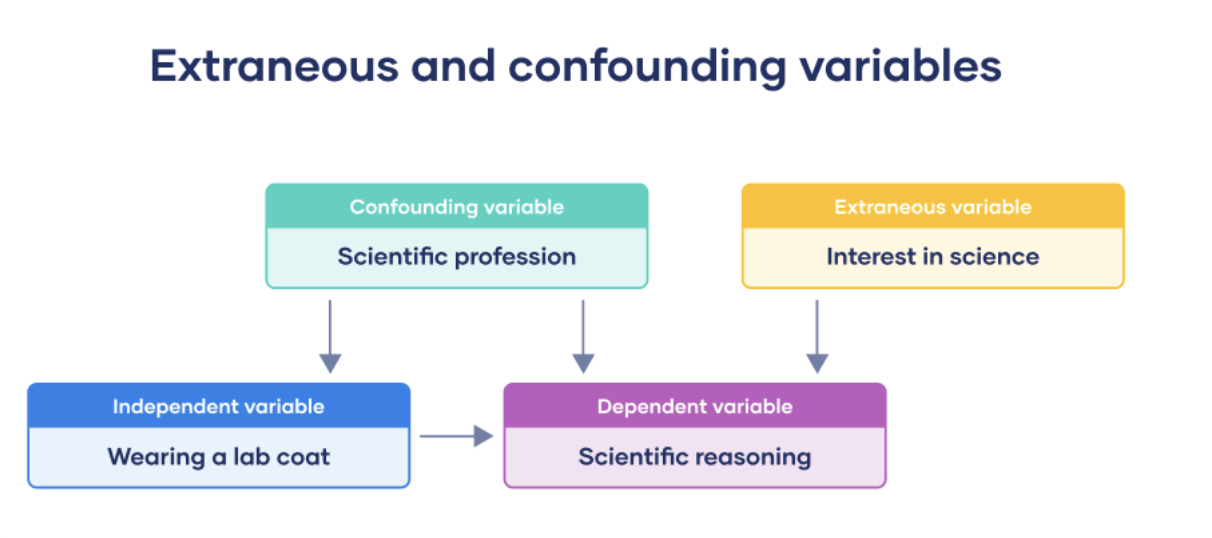 Extraneous and confounding variables
Confounding variable
Scientific profession
Extraneous variable
Interest in science
Independent variable
Wearing a lab coat
Dependent variable
Scientific reasoning